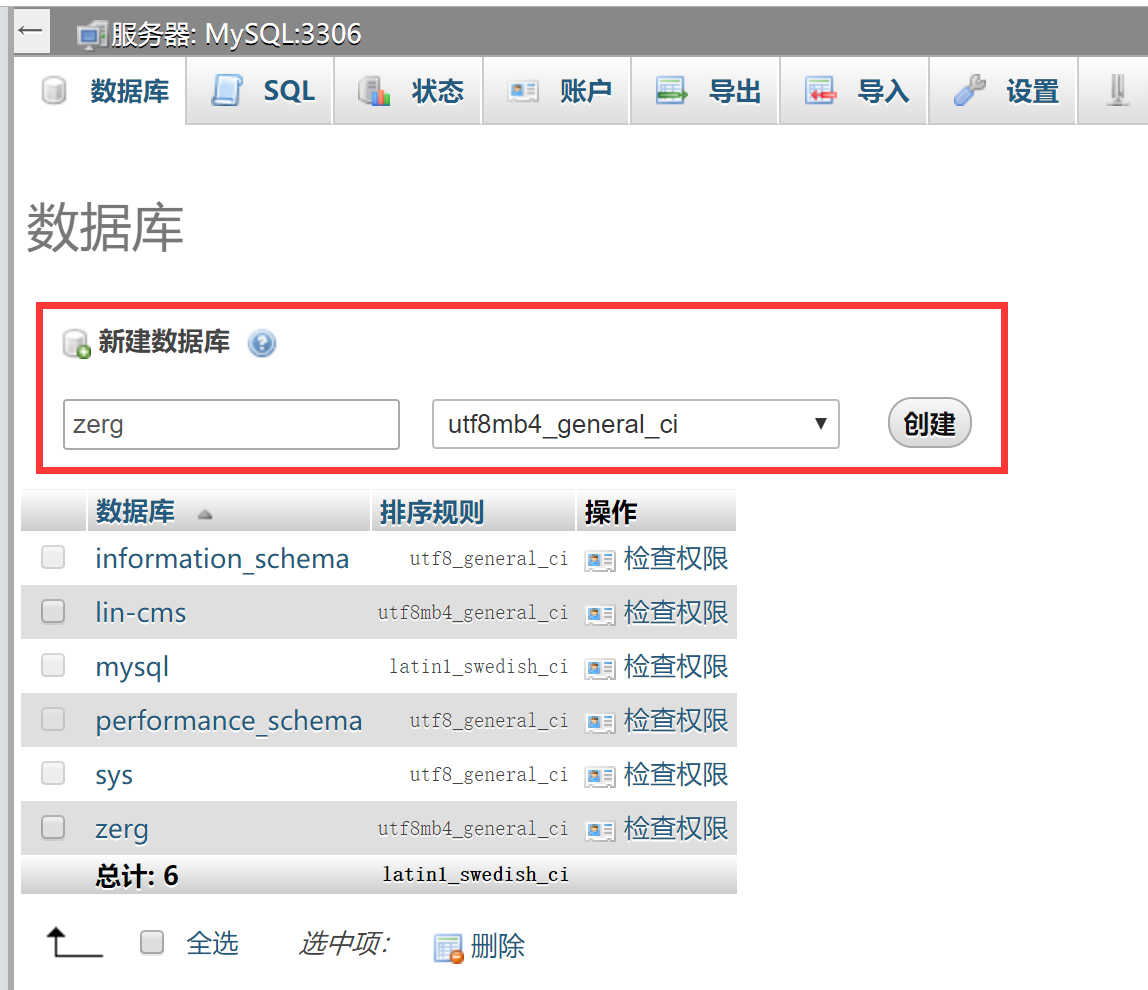 服务器: MySQL:3306
数据库 SQL 状态 账户 导出 导入 设置
数据库
新建数据库
zerg utf8mb4_general_ci 创建
数据库 排序规则 操作
information_schema utf8_general_ci 检查权限
lin-cms utf8mb4_general_ci 检查权限
mysql latin1_swedish_ci 检查权限
performance_schema utf8_general_ci 检查权限
sys utf8_general_ci 检查权限
zerg utf8mb4_general_ci 检查权限
总计: 6 latin1_swedish_ci
全选 选中项: 删除